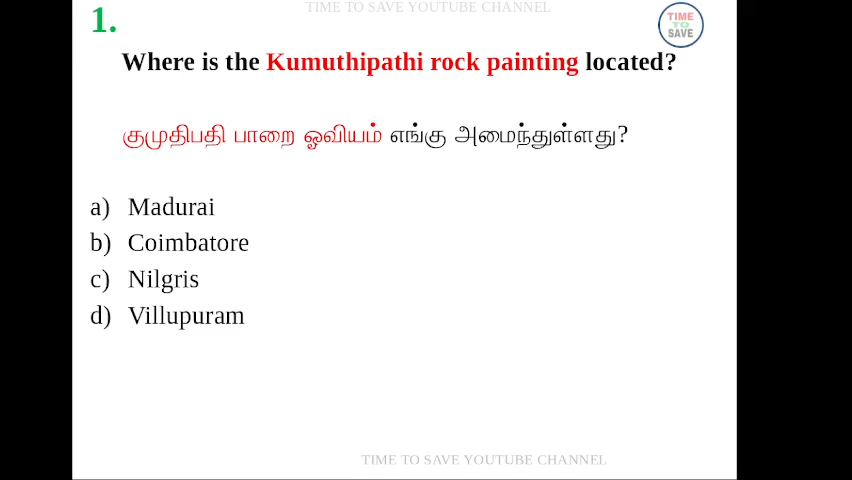 TIME TO SAVE YOUTUBE CHANNEL
1.
TIME
TO
SAVE
Where is the Kumuthipathi rock painting located?
குமுதிபதி பாறை ஓவியம் எங்கு அமைந்துள்ளது?
a) Madurai
b) Coimbatore
c) Nilgris
d) Villupuram
TIME TO SAVE YOUTUBE CHANNEL